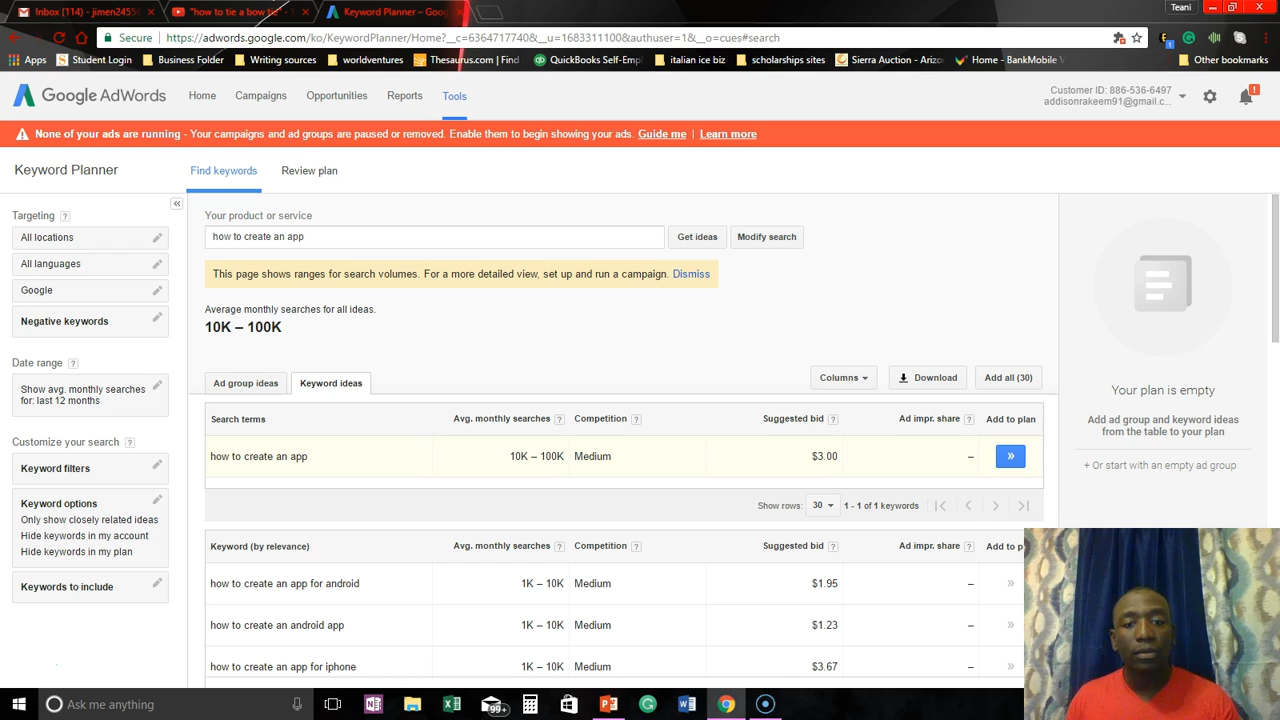 Inbox (114) - jimen2455
"how to tie a bow tie" -
Keyword Planner – Goog
Teani
Secure
https://adwords.google.com/ko/KeywordPlanner/Home?__c=6364717740&__u=1683311100&authuser=1&__o=cues#search
Apps
Student Login
Business Folder
Writing sources
worldventures
Thesaurus.com | Find
QuickBooks Self-Emp
italian ice biz
scholarships sites
Sierra Auction - Arizo
Home - BankMobile V
Other bookmarks
Google AdWords
Home
Campaigns
Opportunities
Reports
Tools
Customer ID: 886-536-6497
addisonrakeem91@gmail.c...
None of your ads are running - Your campaigns and ad groups are paused or removed. Enable them to begin showing your ads. Guide me | Learn more
Keyword Planner
Find keywords
Review plan
Targeting ?
All locations
All languages
Google
Negative keywords
Date range ?
Show avg. monthly searches
for: last 12 months
Customize your search ?
Keyword filters
Keyword options
Only show closely related ideas
Hide keywords in my account
Hide keywords in my plan
Keywords to include
Your product or service
how to create an app
Get ideas
Modify search
This page shows ranges for search volumes. For a more detailed view, set up and run a campaign. Dismiss
Average monthly searches for all ideas.
10K – 100K
Ad group ideas
Keyword ideas
Columns
Download
Add all (30)
Search terms Avg. monthly searches ? Competition ? Suggested bid ? Ad impr. share ? Add to plan
how to create an app 10K – 100K Medium $3.00 – »
Show rows: 30 1 - 1 of 1 keywords
Keyword (by relevance) Avg. monthly searches ? Competition ? Suggested bid ? Ad impr. share ? Add to p
how to create an app for android 1K – 10K Medium $1.95 – »
how to create an android app 1K – 10K Medium $1.23 – »
how to create an app for iphone 1K – 10K Medium $3.67 – »
Your plan is empty
Add ad group and keyword ideas
from the table to your plan
+ Or start with an empty ad group
Ask me anything
99+